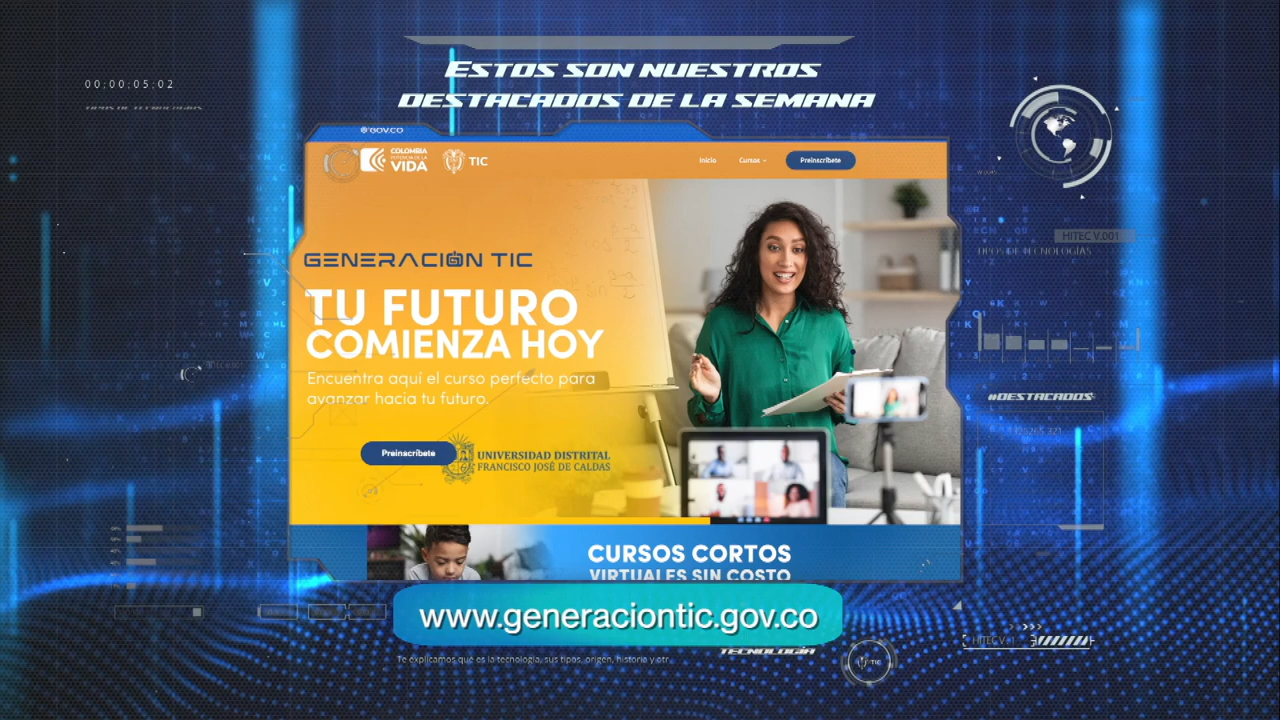 ESTOS SON NUESTROS
DESTACADOS DE LA SEMANA
00;00;05;02
GOV.CO
COLOMBIA
POTENCIA DE LA
VIDA
TIC
Inicio
Cursos
Preinscríbete
HITEC V.001
TIPOS DE TECNOLOGÍAS
GENERACIÓN TIC
TU FUTURO
COMIENZA HOY
Encuentra aquí el curso perfecto para
avanzar hacia tu futuro.
#DESTACADOS
Preinscríbete
UNIVERSIDAD DISTRITAL
FRANCISCO JOSÉ DE CALDAS
CURSOS CORTOS
VIRTUALES SIN COSTO
www.generaciontic.gov.co
TECNOLOGÍA
Te explicamos qué es la tecnología, sus tipos, origen, historia y otr